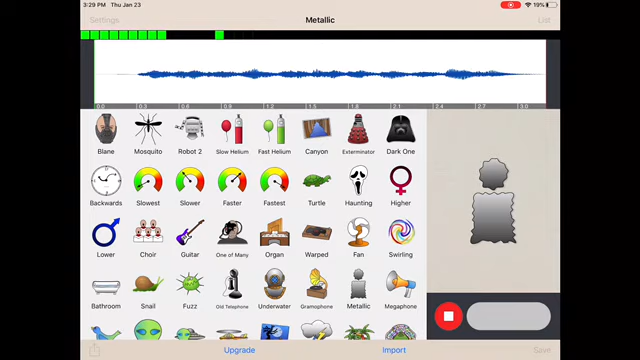 3:29 PM Thu Jan 23 19%
Settings Metallic List
0.0 0.3 0.6 0.9 1.2 1.5 1.8 2.1 2.4 2.7 3.0
Blane Mosquito Robot 2 Slow Helium Fast Helium Canyon Exterminator Dark One
Backwards Slowest Slower Faster Fastest Turtle Haunting Higher
Lower Choir Guitar One of Many Organ Warped Fan Swirling
Bathroom Snail Fuzz Old Telephone Underwater Gramophone Metallic Megaphone
Upgrade Import Save